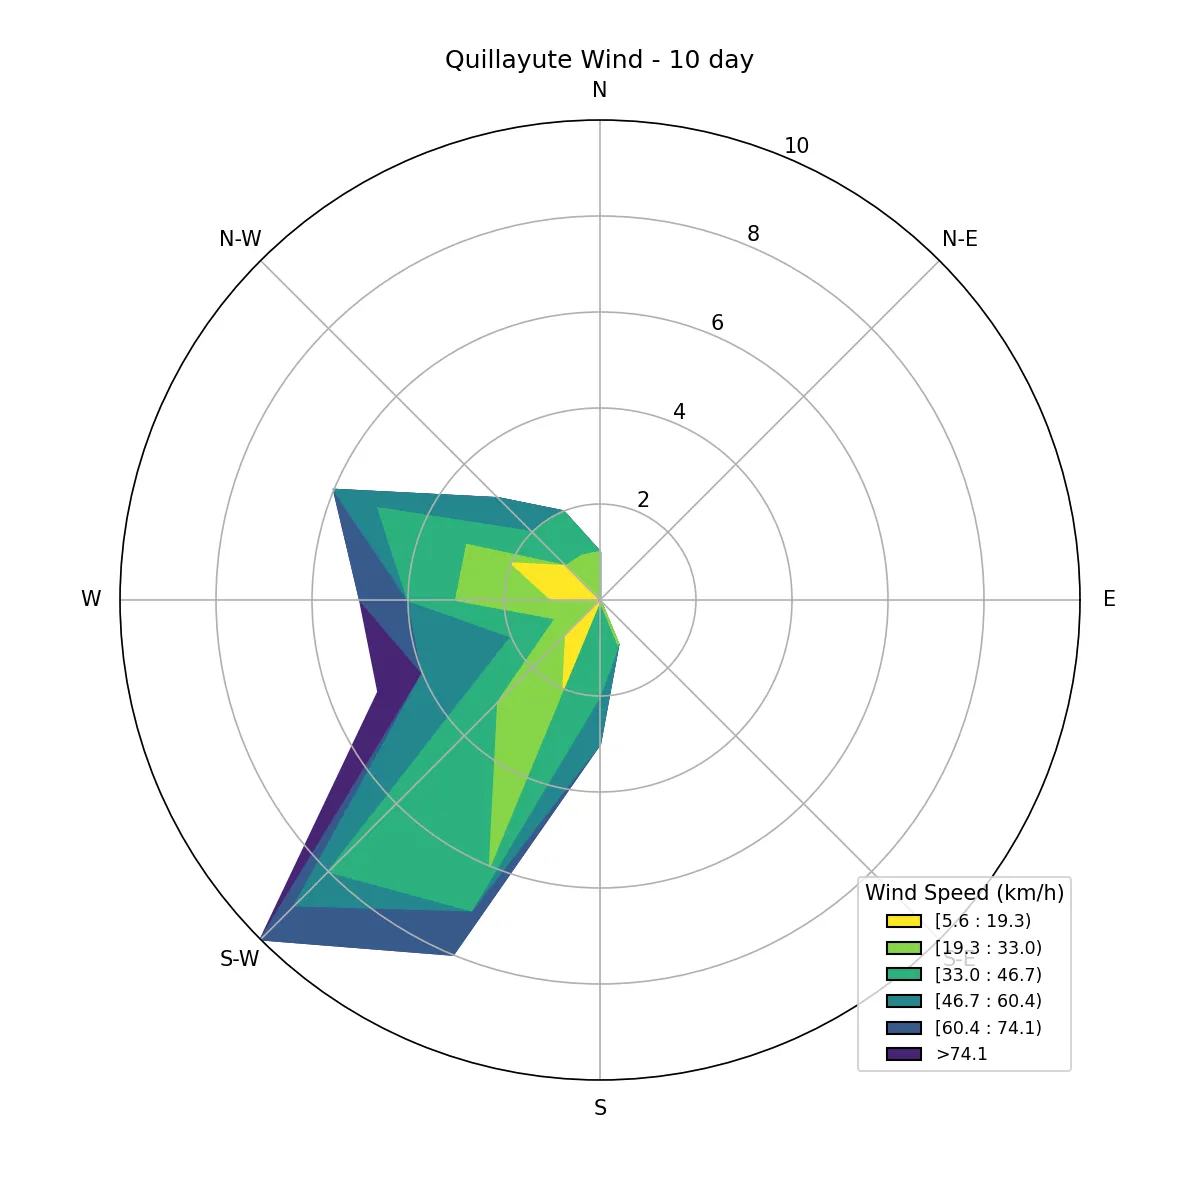 Quillayute Wind - 10 day
N
10
N-W
8
N-E
6
4
2
W
E
Wind Speed (km/h)
[5.6 : 19.3)
[19.3 : 33.0)
S-W
S-E
[33.0 : 46.7)
[46.7 : 60.4)
[60.4 : 74.1)
>74.1
S